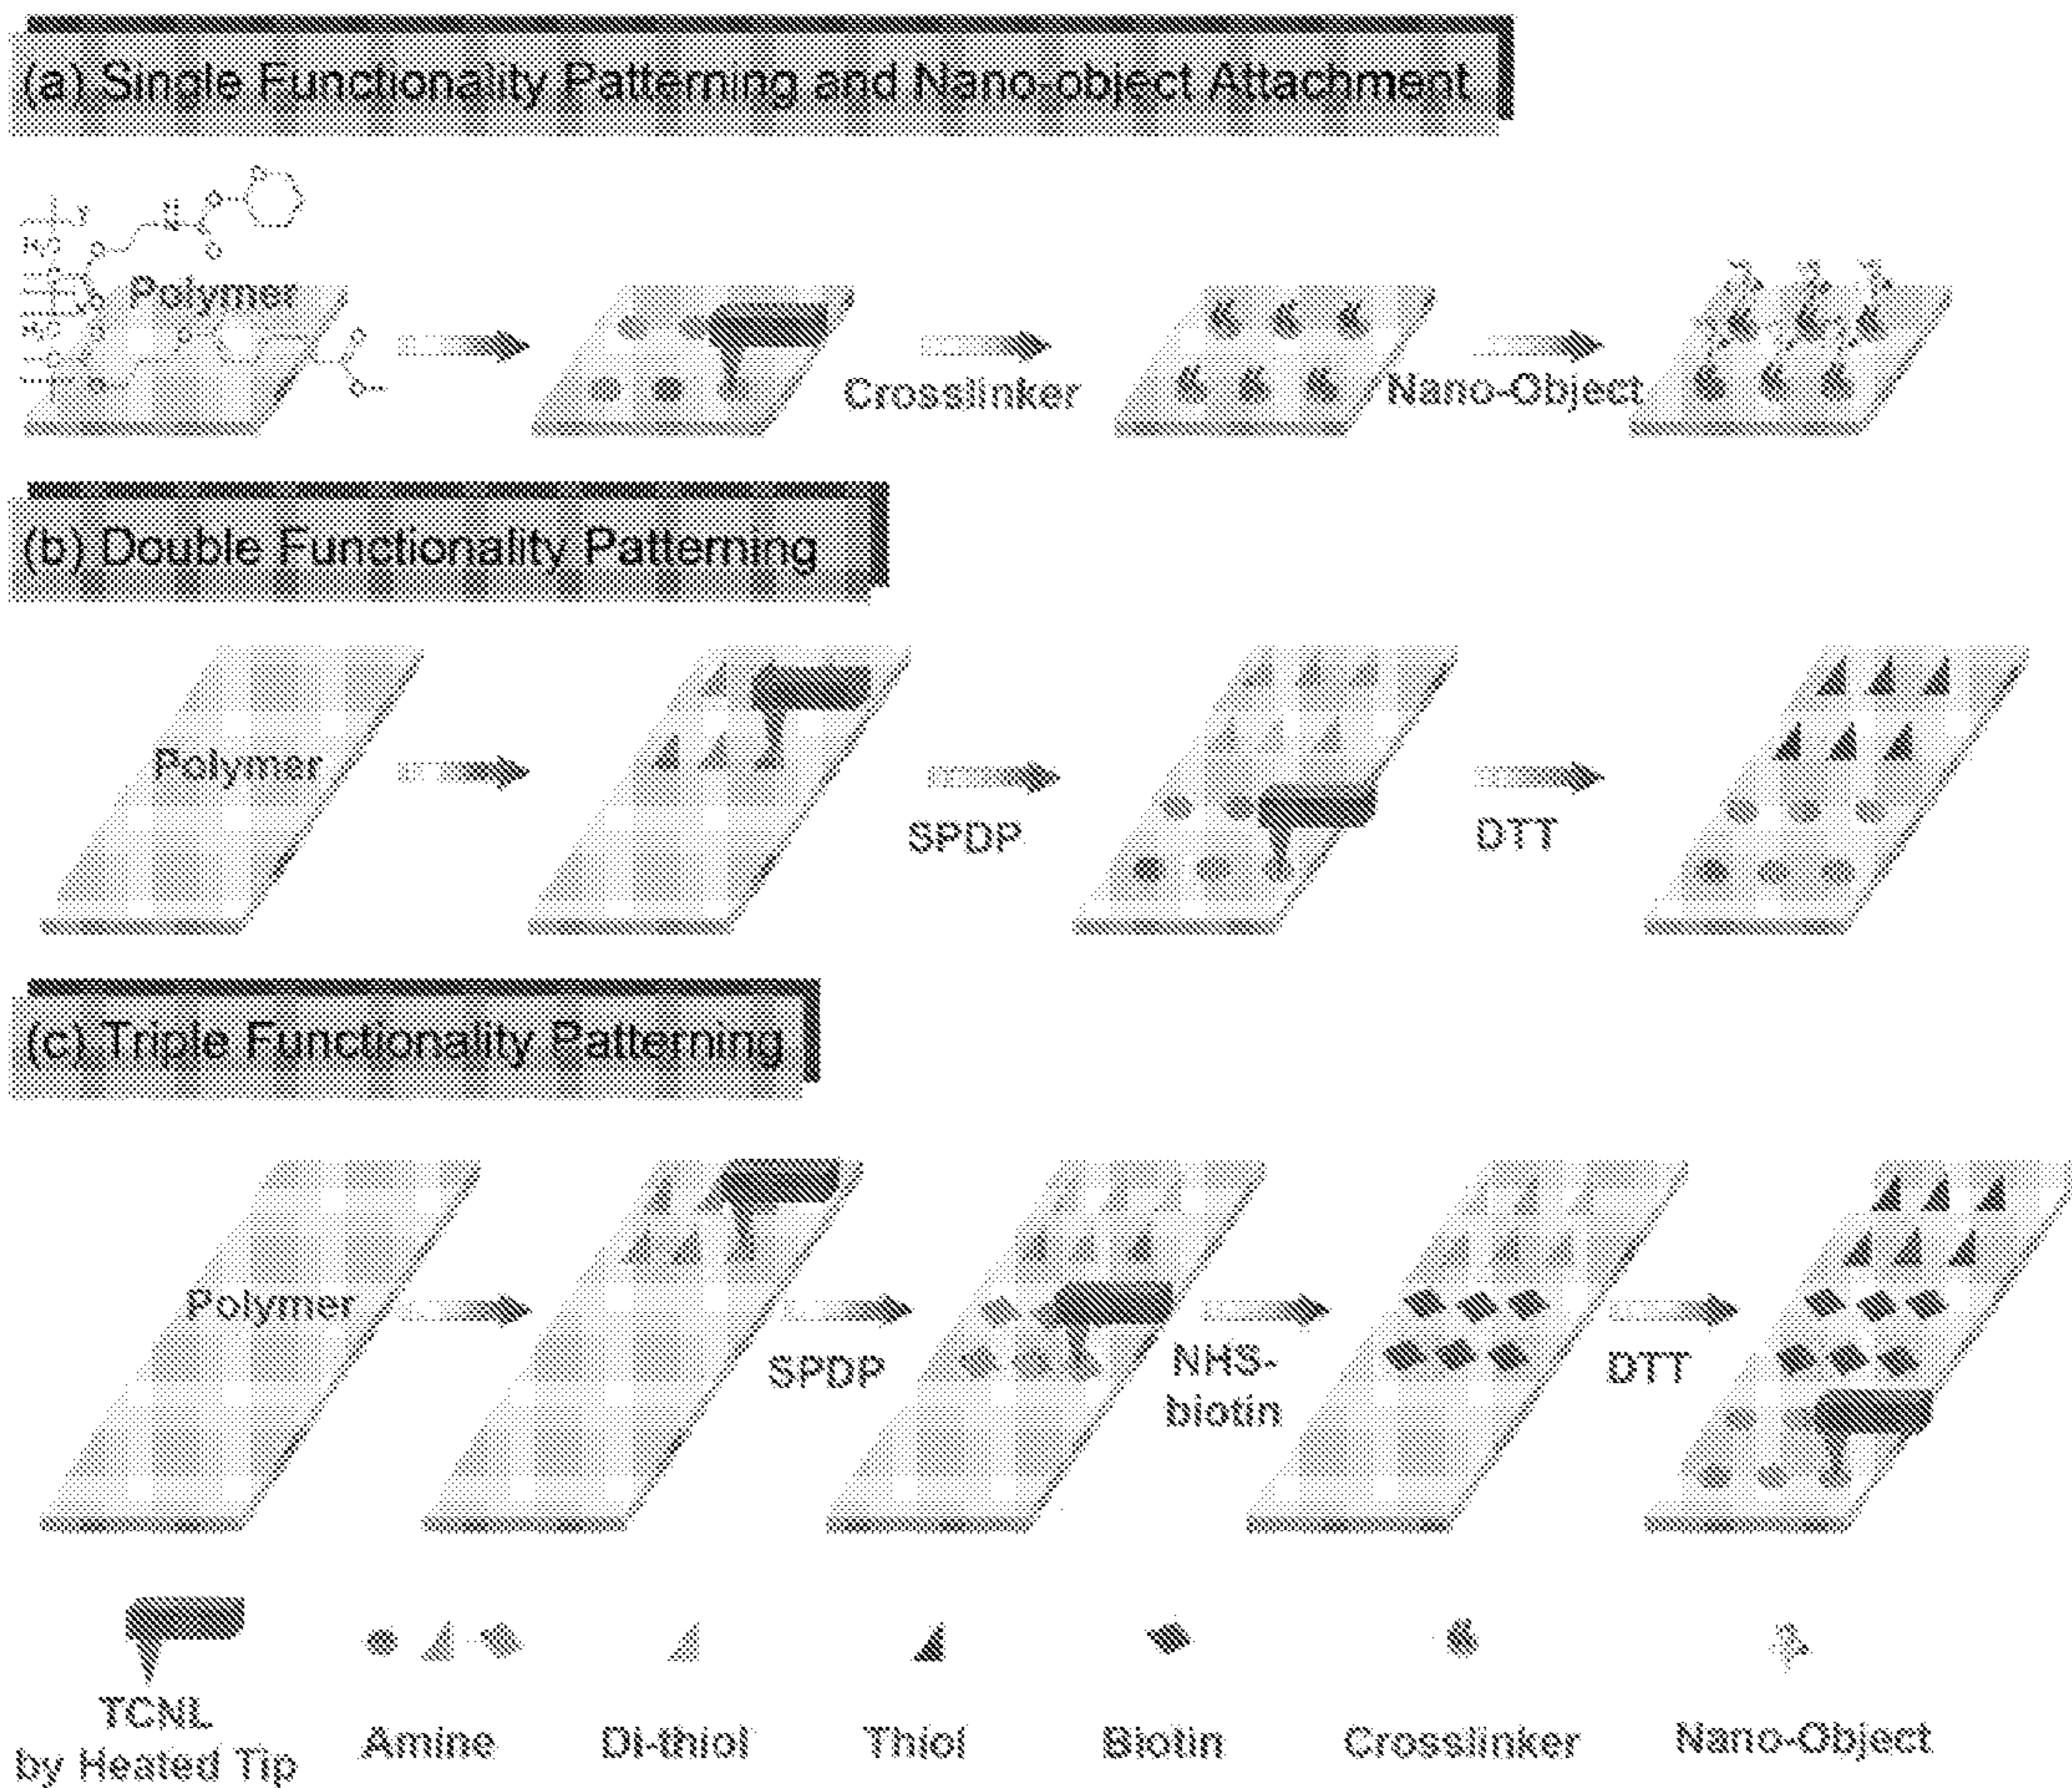 (a) Single Functionality Patterning and Nano-object Attachment
Polymer
Crosslinker
Nano-Object
(b) Double Functionality Patterning
Polymer
SPDP
DTT
(c) Triple Functionality Patterning
Polymer
SPDP
NHS-
biotin
DTT
TCNL
by Heated Tip
Amine
Di-thiol
Thiol
Biotin
Crosslinker
Nano-Object